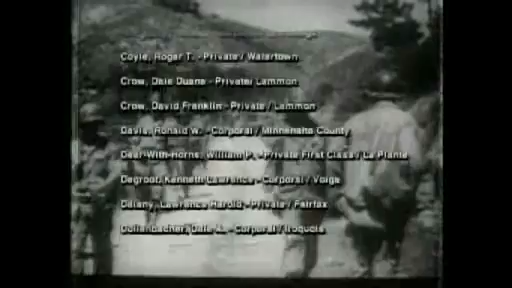 Coyle, Roger T. - Private / Watertown
Crow, Dale Duane - Private / Lemmon
Crow, David Franklin - Private / Lemmon
Davis, Ronald W. - Corporal / Minnehaha County
Dear-With-Horns, William P. - Private First Class / La Plante
Degroot, Kenneth Lawrence - Corporal / Volga
Delany, Lawrence Harold - Private / Fairfax
Dollenbacher, Dale L. - Corporal / Iroquois